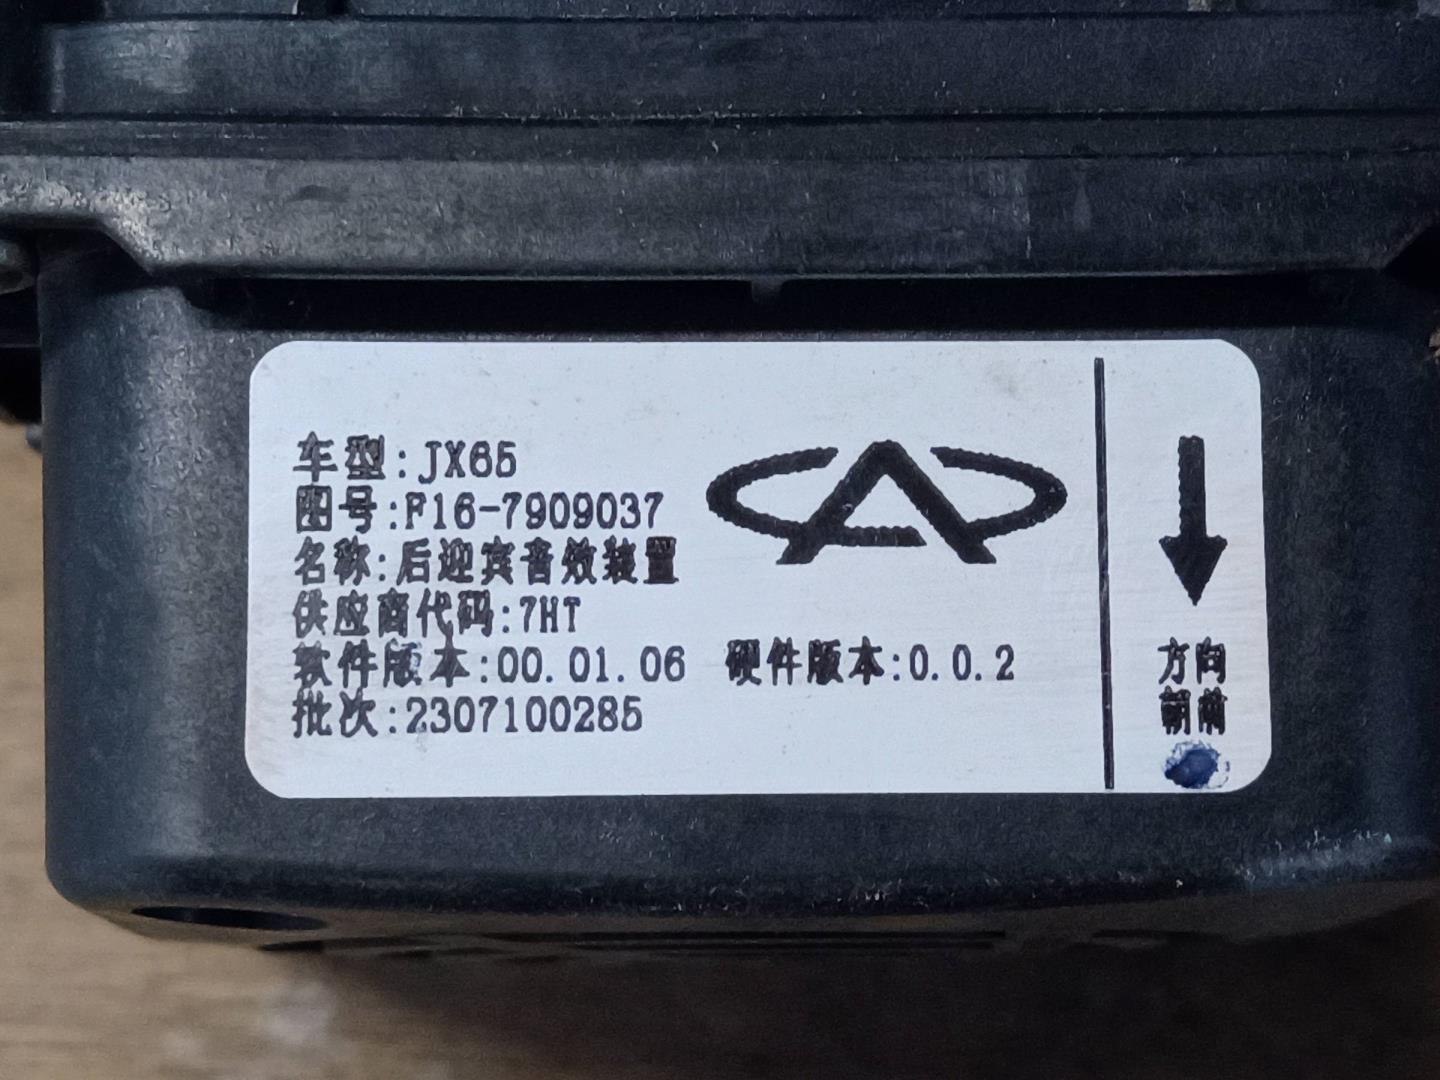 车型:JX65
图号:F16-7909037
名称:后迎宾音效装置
供应商代码:7HT
软件版本:00.01.06 硬件版本:0.0.2
批次:2307100285
方向
朝前